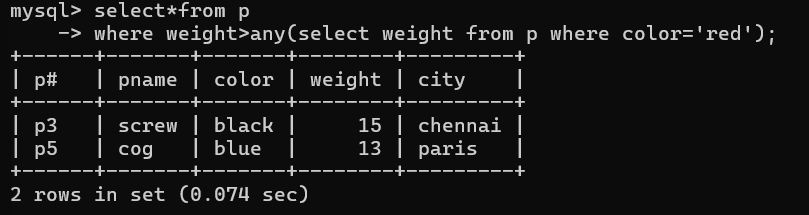 mysql> select*from p
    -> where weight>any(select weight from p where color='red');
+------+-------+-------+--------+---------+
| p#   | pname | color | weight | city    |
+------+-------+-------+--------+---------+
| p3   | screw | black |     15 | chennai |
| p5   | cog   | blue  |     13 | paris   |
+------+-------+-------+--------+---------+
2 rows in set (0.074 sec)